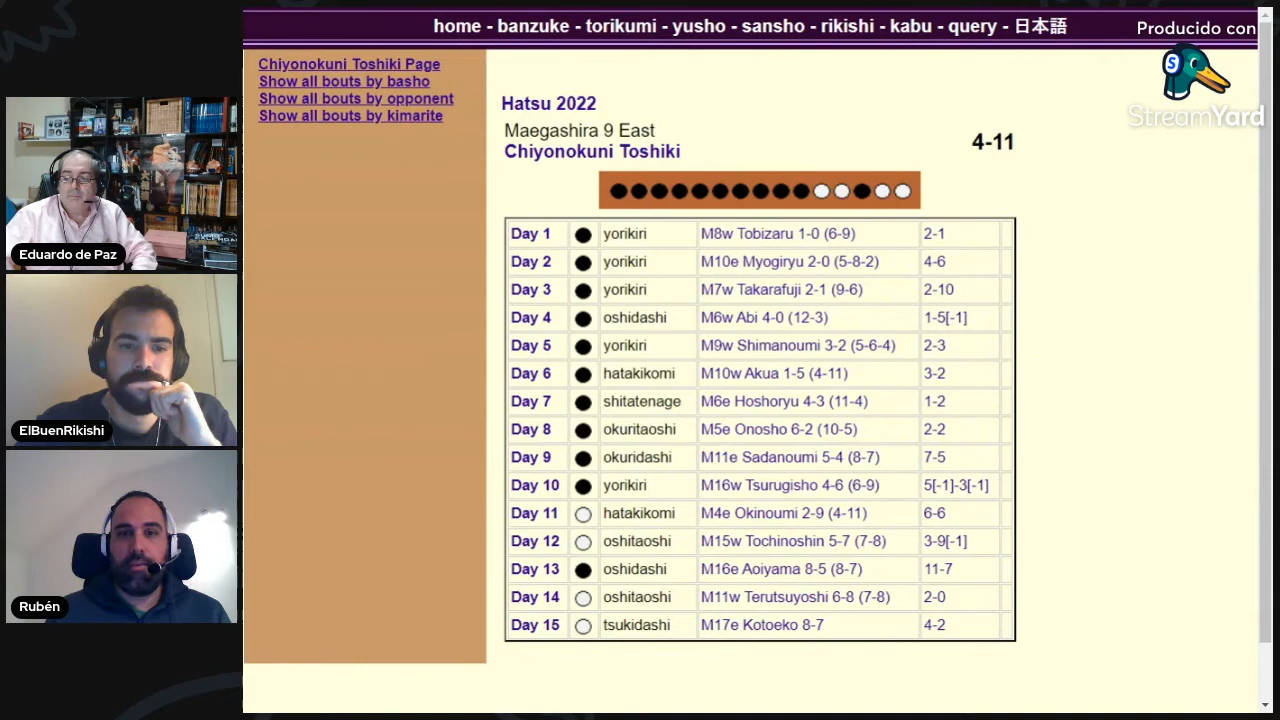 home - banzuke - torikumi - yusho - sansho - rikishi - kabu - query - 日本語
Producido con
StreamYard
Chiyonokuni Toshiki Page
Show all bouts by basho
Show all bouts by opponent
Show all bouts by kimarite
Hatsu 2022
Maegashira 9 East
Chiyonokuni Toshiki
4-11
Day 1 yorikiri M8w Tobizaru 1-0 (6-9) 2-1
Day 2 yorikiri M10e Myogiryu 2-0 (5-8-2) 4-6
Day 3 yorikiri M7w Takarafuji 2-1 (9-6) 2-10
Day 4 oshidashi M6w Abi 4-0 (12-3) 1-5[-1]
Day 5 yorikiri M9w Shimanoumi 3-2 (5-6-4) 2-3
Day 6 hatakikomi M10w Akua 1-5 (4-11) 3-2
Day 7 shitatenage M6e Hoshoryu 4-3 (11-4) 1-2
Day 8 okuritaoshi M5e Onosho 6-2 (10-5) 2-2
Day 9 okuridashi M11e Sadanoumi 5-4 (8-7) 7-5
Day 10 yorikiri M16w Tsurugisho 4-6 (6-9) 5[-1]-3[-1]
Day 11 hatakikomi M4e Okinoumi 2-9 (4-11) 6-6
Day 12 oshitaoshi M15w Tochinoshin 5-7 (7-8) 3-9[-1]
Day 13 oshidashi M16e Aoiyama 8-5 (8-7) 11-7
Day 14 oshitaoshi M11w Terutsuyoshi 6-8 (7-8) 2-0
Day 15 tsukidashi M17e Kotoeko 8-7 4-2
Eduardo de Paz
ElBuenRikishi
Rubén